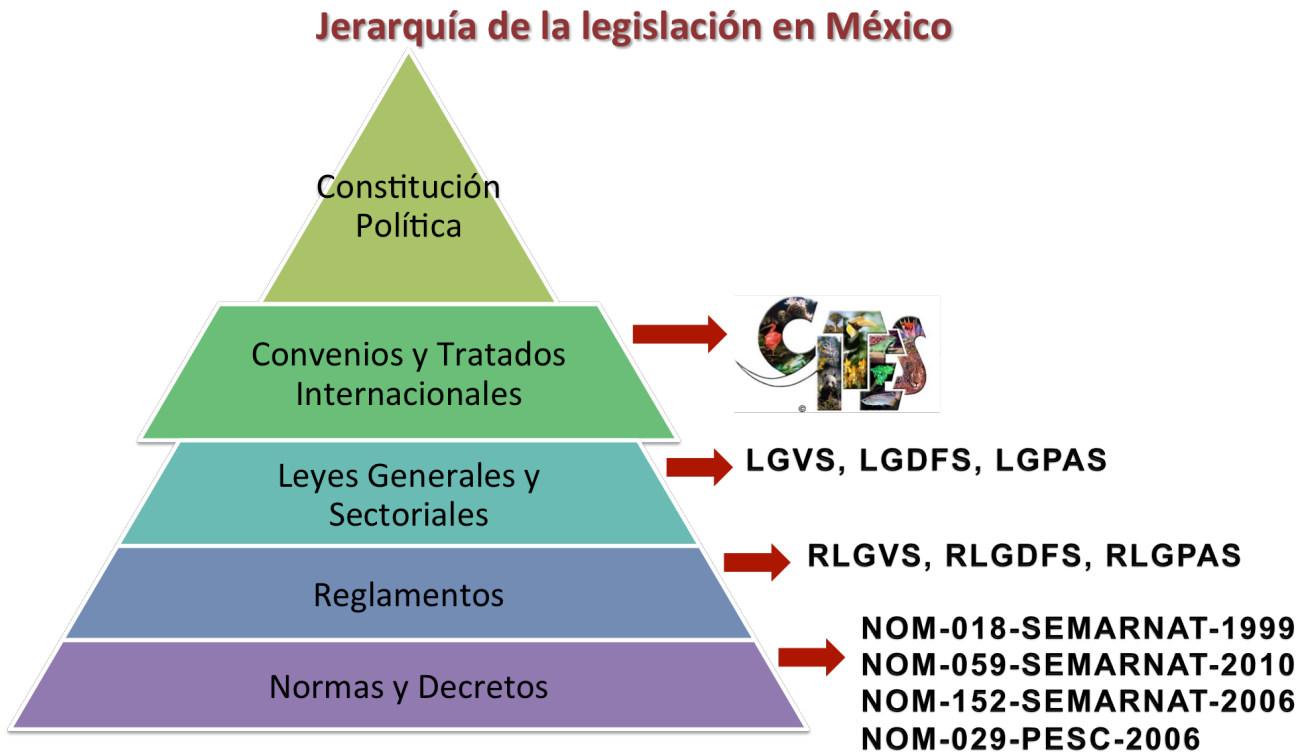 Jerarquía de la legislación en México
Constitución
Política
Convenios y Tratados
Internacionales
CITES
©
Leyes Generales y
Sectoriales
LGVS, LGDFS, LGPAS
Reglamentos
RLGVS, RLGDFS, RLGPAS
Normas y Decretos
NOM-018-SEMARNAT-1999
NOM-059-SEMARNAT-2010
NOM-152-SEMARNAT-2006
NOM-029-PESC-2006